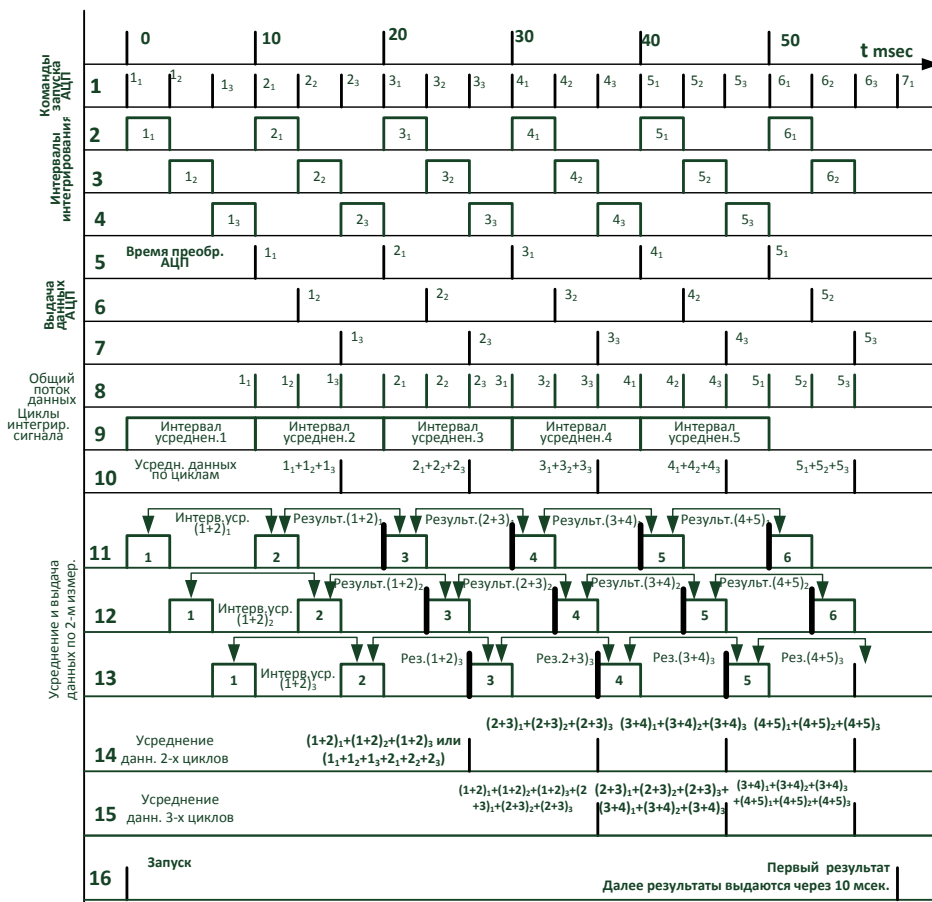 0 10 20 30 40 50
t msec
Команды запуска АЦП
1
1₁ 1₂ 1₃ 2₁ 2₂ 2₃ 3₁ 3₂ 3₃ 4₁ 4₂ 4₃ 5₁ 5₂ 5₃ 6₁ 6₂ 6₃ 7₁
Интервалы интегрирования
2
1₁ 2₁ 3₁ 4₁ 5₁ 6₁
3
1₂ 2₂ 3₂ 4₂ 5₂ 6₂
4
1₃ 2₃ 3₃ 4₃ 5₃
5
Время преобр.
АЦП
1₁ 2₁ 3₁ 4₁ 5₁
Выдача данных АЦП
6
1₂ 2₂ 3₂ 4₂ 5₂
7
1₃ 2₃ 3₃ 4₃ 5₃
Общий
поток
данных
8
1₁ 1₂ 1₃ 2₁ 2₂ 2₃ 3₁ 3₂ 3₃ 4₁ 4₂ 4₃ 5₁ 5₂ 5₃
Циклы
интегрир.
сигнала
9
Интервал
усреднен.1
Интервал
усреднен.2
Интервал
усреднен.3
Интервал
усреднен.4
Интервал
усреднен.5
10
Усредн. данных
по циклам
1₁+1₂+1₃ 2₁+2₂+2₃ 3₁+3₂+3₃ 4₁+4₂+4₃ 5₁+5₂+5₃
Усреднение и выдача
данных по 2-м измер.
11
Интерв.уср.
(1+2)₁
Результ.(1+2)₁ Результ.(2+3)₁ Результ.(3+4)₁ Результ.(4+5)₁
1 2 3 4 5 6
12
Интерв.уср.
(1+2)₂
Результ.(1+2)₂ Результ.(2+3)₂ Результ.(3+4)₂ Результ.(4+5)₂
1 2 3 4 5 6
13
Интерв.уср.
(1+2)₃
Рез.(1+2)₃ Рез.2+3)₃ Рез.(3+4)₃ Рез.(4+5)₃
1 2 3 4 5
14
Усреднение
данн. 2-х циклов
(1+2)₁+(1+2)₂+(1+2)₃ или
(1₁+1₂+1₃+2₁+2₂+2₃)
(2+3)₁+(2+3)₂+(2+3)₃ (3+4)₁+(3+4)₂+(3+4)₃ (4+5)₁+(4+5)₂+(4+5)₃
15
Усреднение
данн. 3-х циклов
(1+2)₁+(1+2)₂+(1+2)₃+(2
+3)₁+(2+3)₂+(2+3)₃
(2+3)₁+(2+3)₂+(2+3)₃+
(3+4)₁+(3+4)₂+(3+4)₃
(3+4)₁+(3+4)₂+(3+4)₃
+(4+5)₁+(4+5)₂+(4+5)₃
16
Запуск
Первый результат
Далее результаты выдаются через 10 мсек.